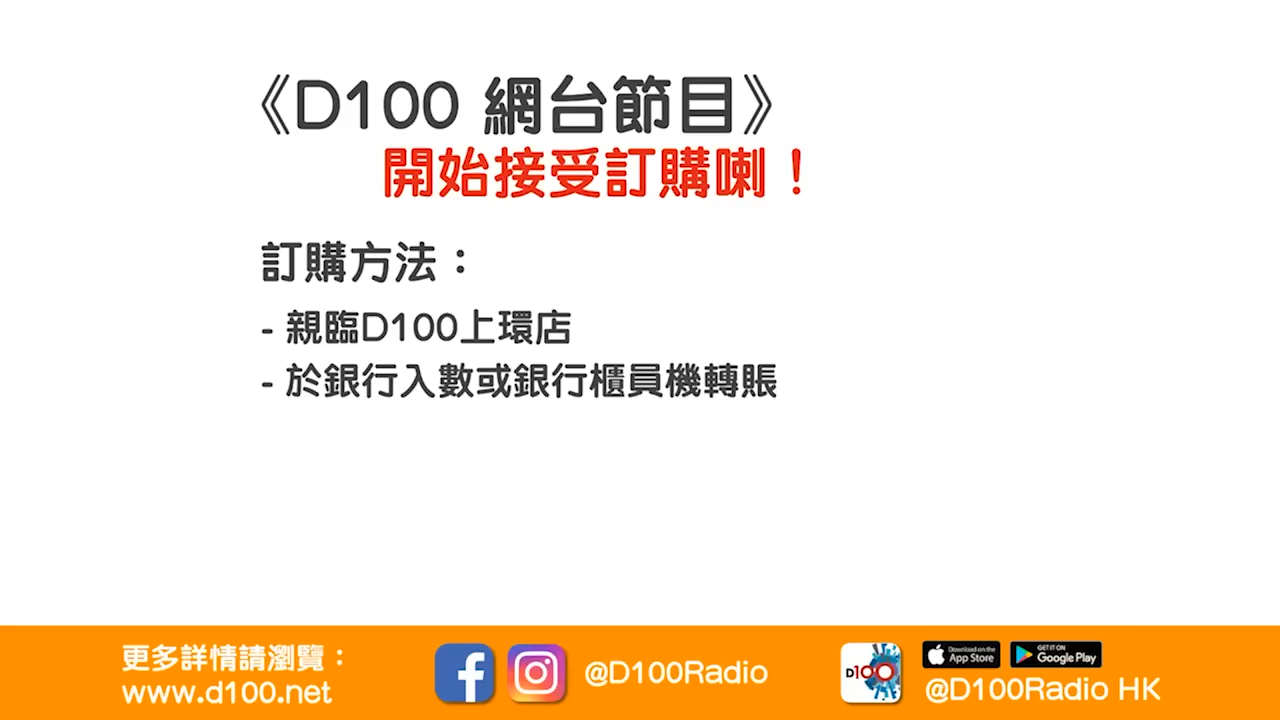 《D100 網台節目》
開始接受訂購喇！
訂購方法：
- 親臨D100上環店
- 於銀行入數或銀行櫃員機轉賬
更多詳情請瀏覽：
www.d100.net
@D100Radio
D100
Download on the
App Store
GET IT ON
Google Play
@D100Radio HK